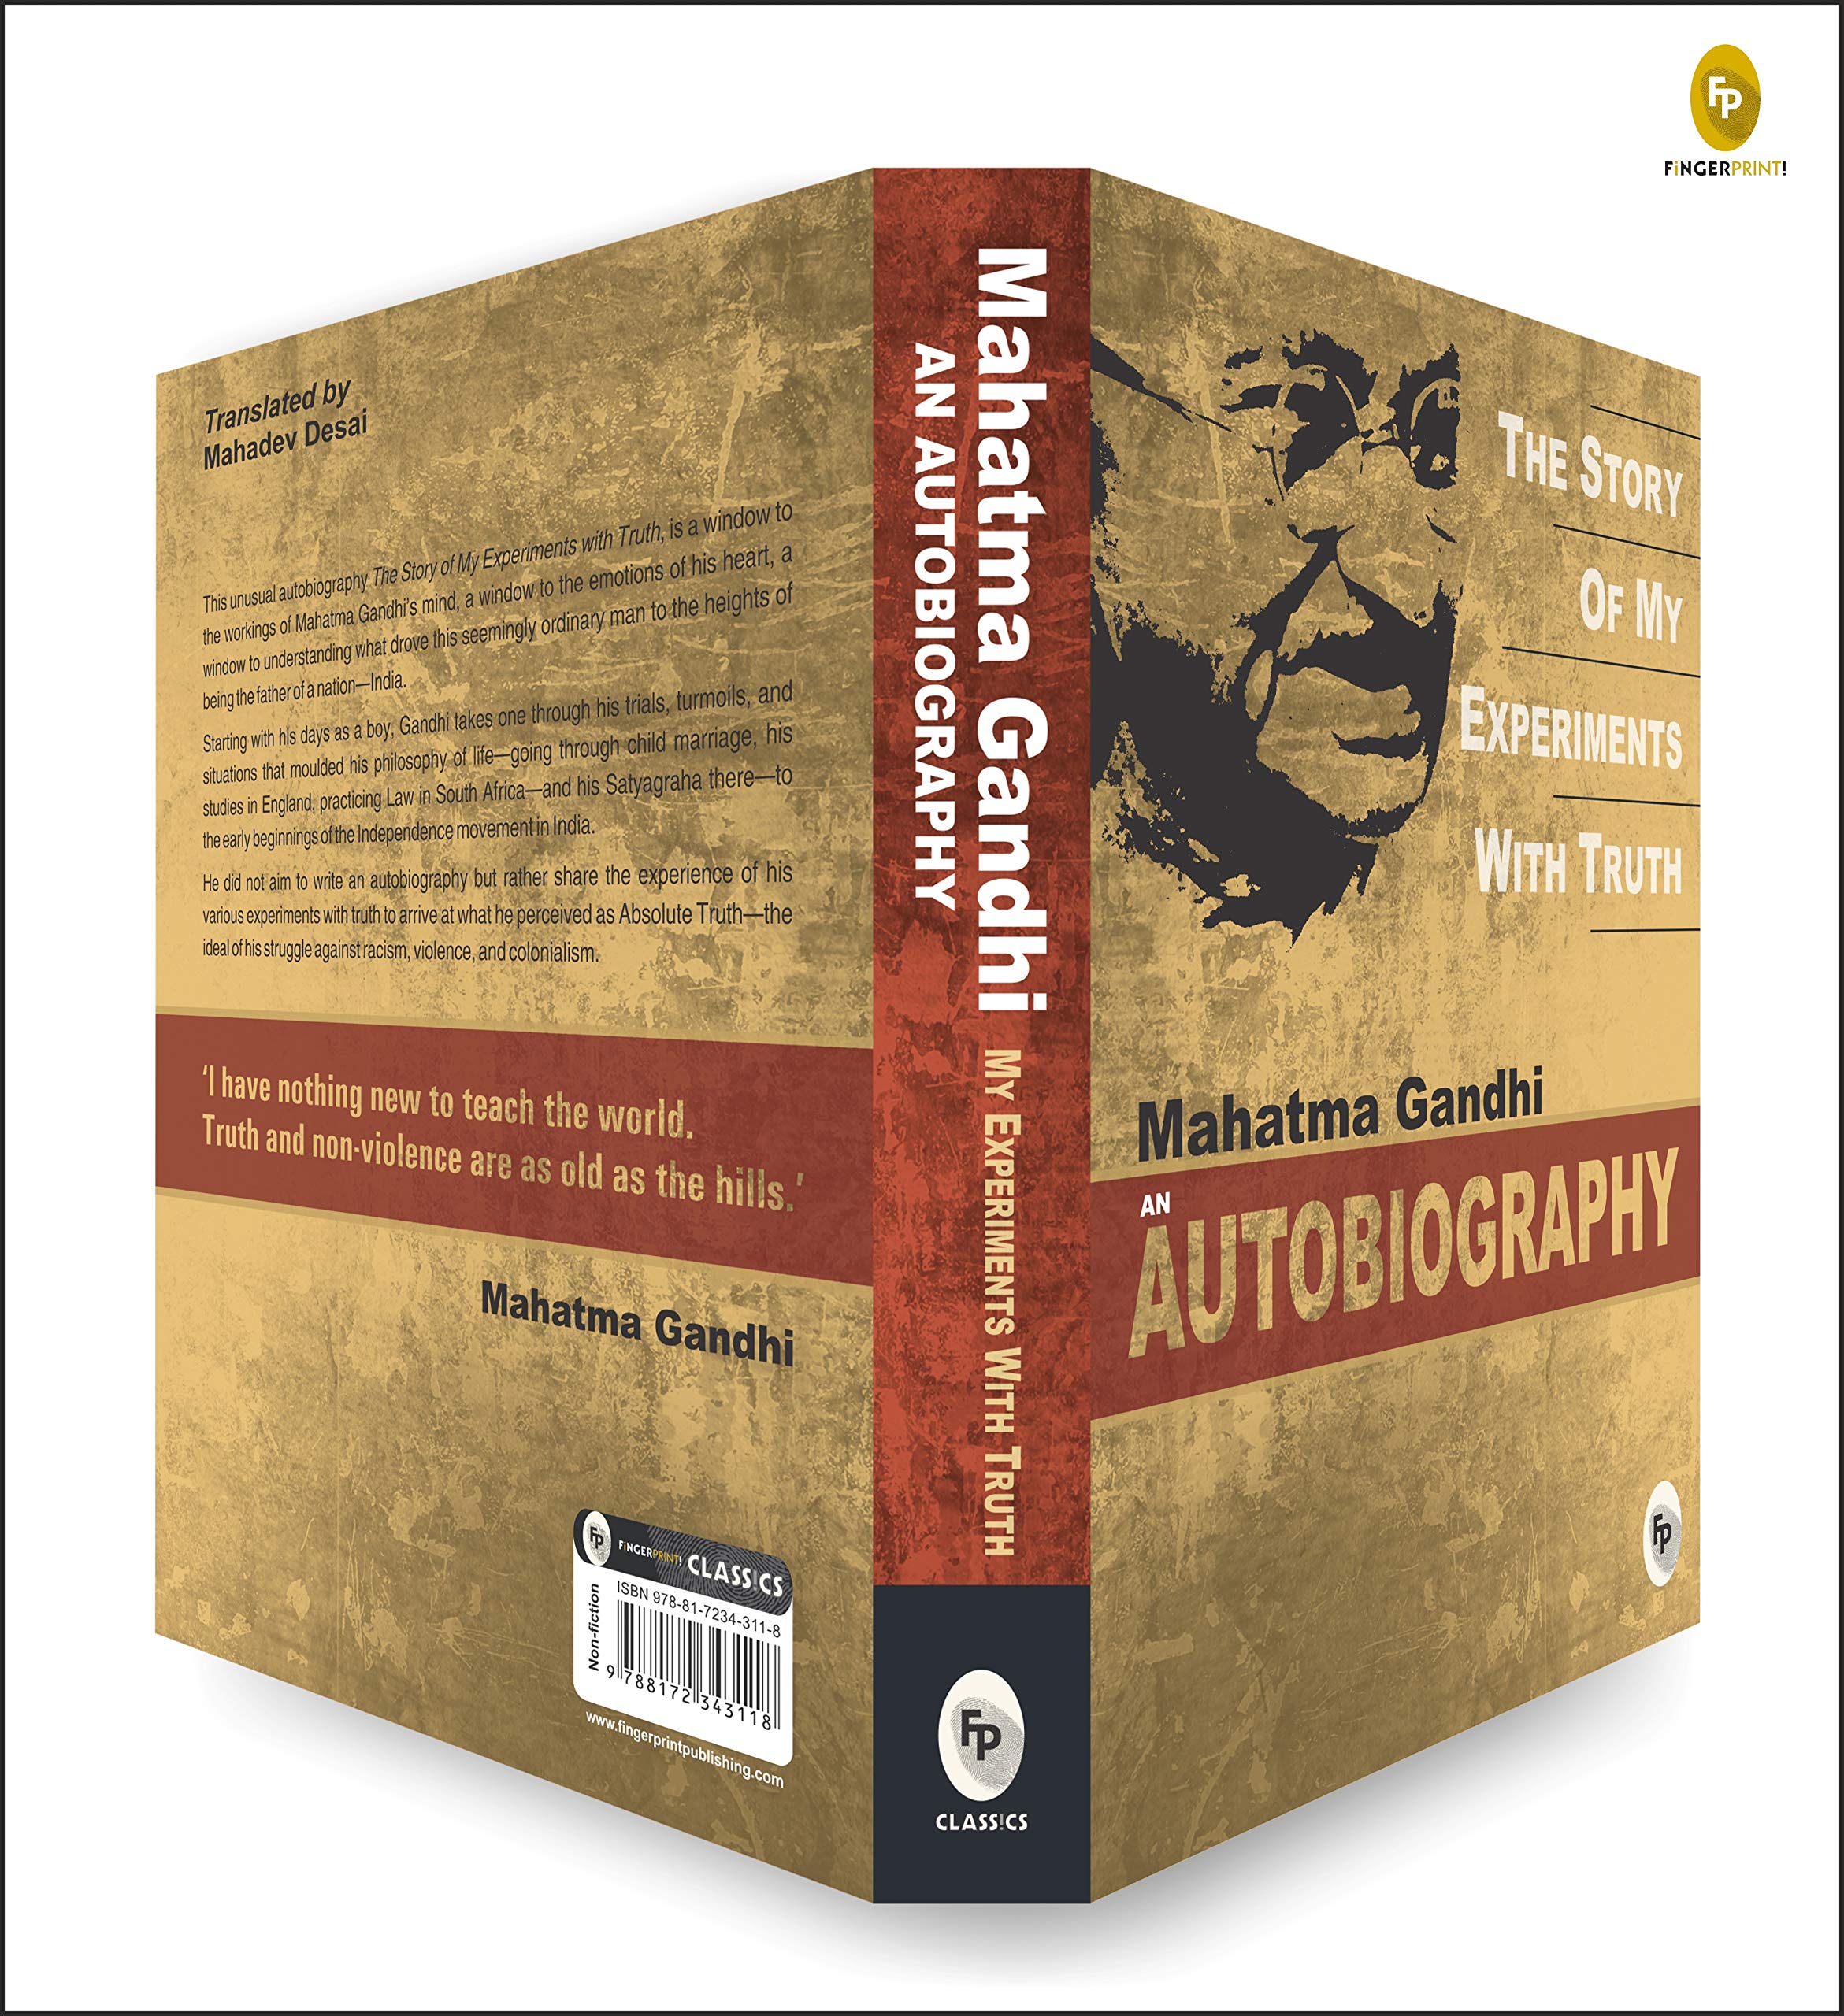 FP
FiNGERPRINT!
Translated by
Mahadev Desai
This unusual autobiography The Story of My Experiments with Truth, is a window to
the workings of Mahatma Gandhi's mind, a window to the emotions of his heart, a
window to understanding what drove this seemingly ordinary man to the heights of
being the father of a nation—India.
Starting with his days as a boy, Gandhi takes one through his trials, turmoils, and
situations that moulded his philosophy of life—going through child marriage, his
studies in England, practicing Law in South Africa—and his Satyagraha there—to
the early beginnings of the Independence movement in India.
He did not aim to write an autobiography but rather share the experience of his
various experiments with truth to arrive at what he perceived as Absolute Truth—the
ideal of his struggle against racism, violence, and colonialism.
‘I have nothing new to teach the world.
Truth and non-violence are as old as the hills.’
Mahatma Gandhi
FP FiNGERPRINT! CLASS!CS
ISBN 978-81-7234-311-8
Non-fiction
9 788172 343118
www.fingerprintpublishing.com
Mahatma Gandhi MY EXPERIMENTS WITH TRUTH
AN AUTOBIOGRAPHY
FP
CLASS!CS
THE STORY
OF MY
EXPERIMENTS
WITH TRUTH
Mahatma Gandhi
AN
AUTOBIOGRAPHY
FP